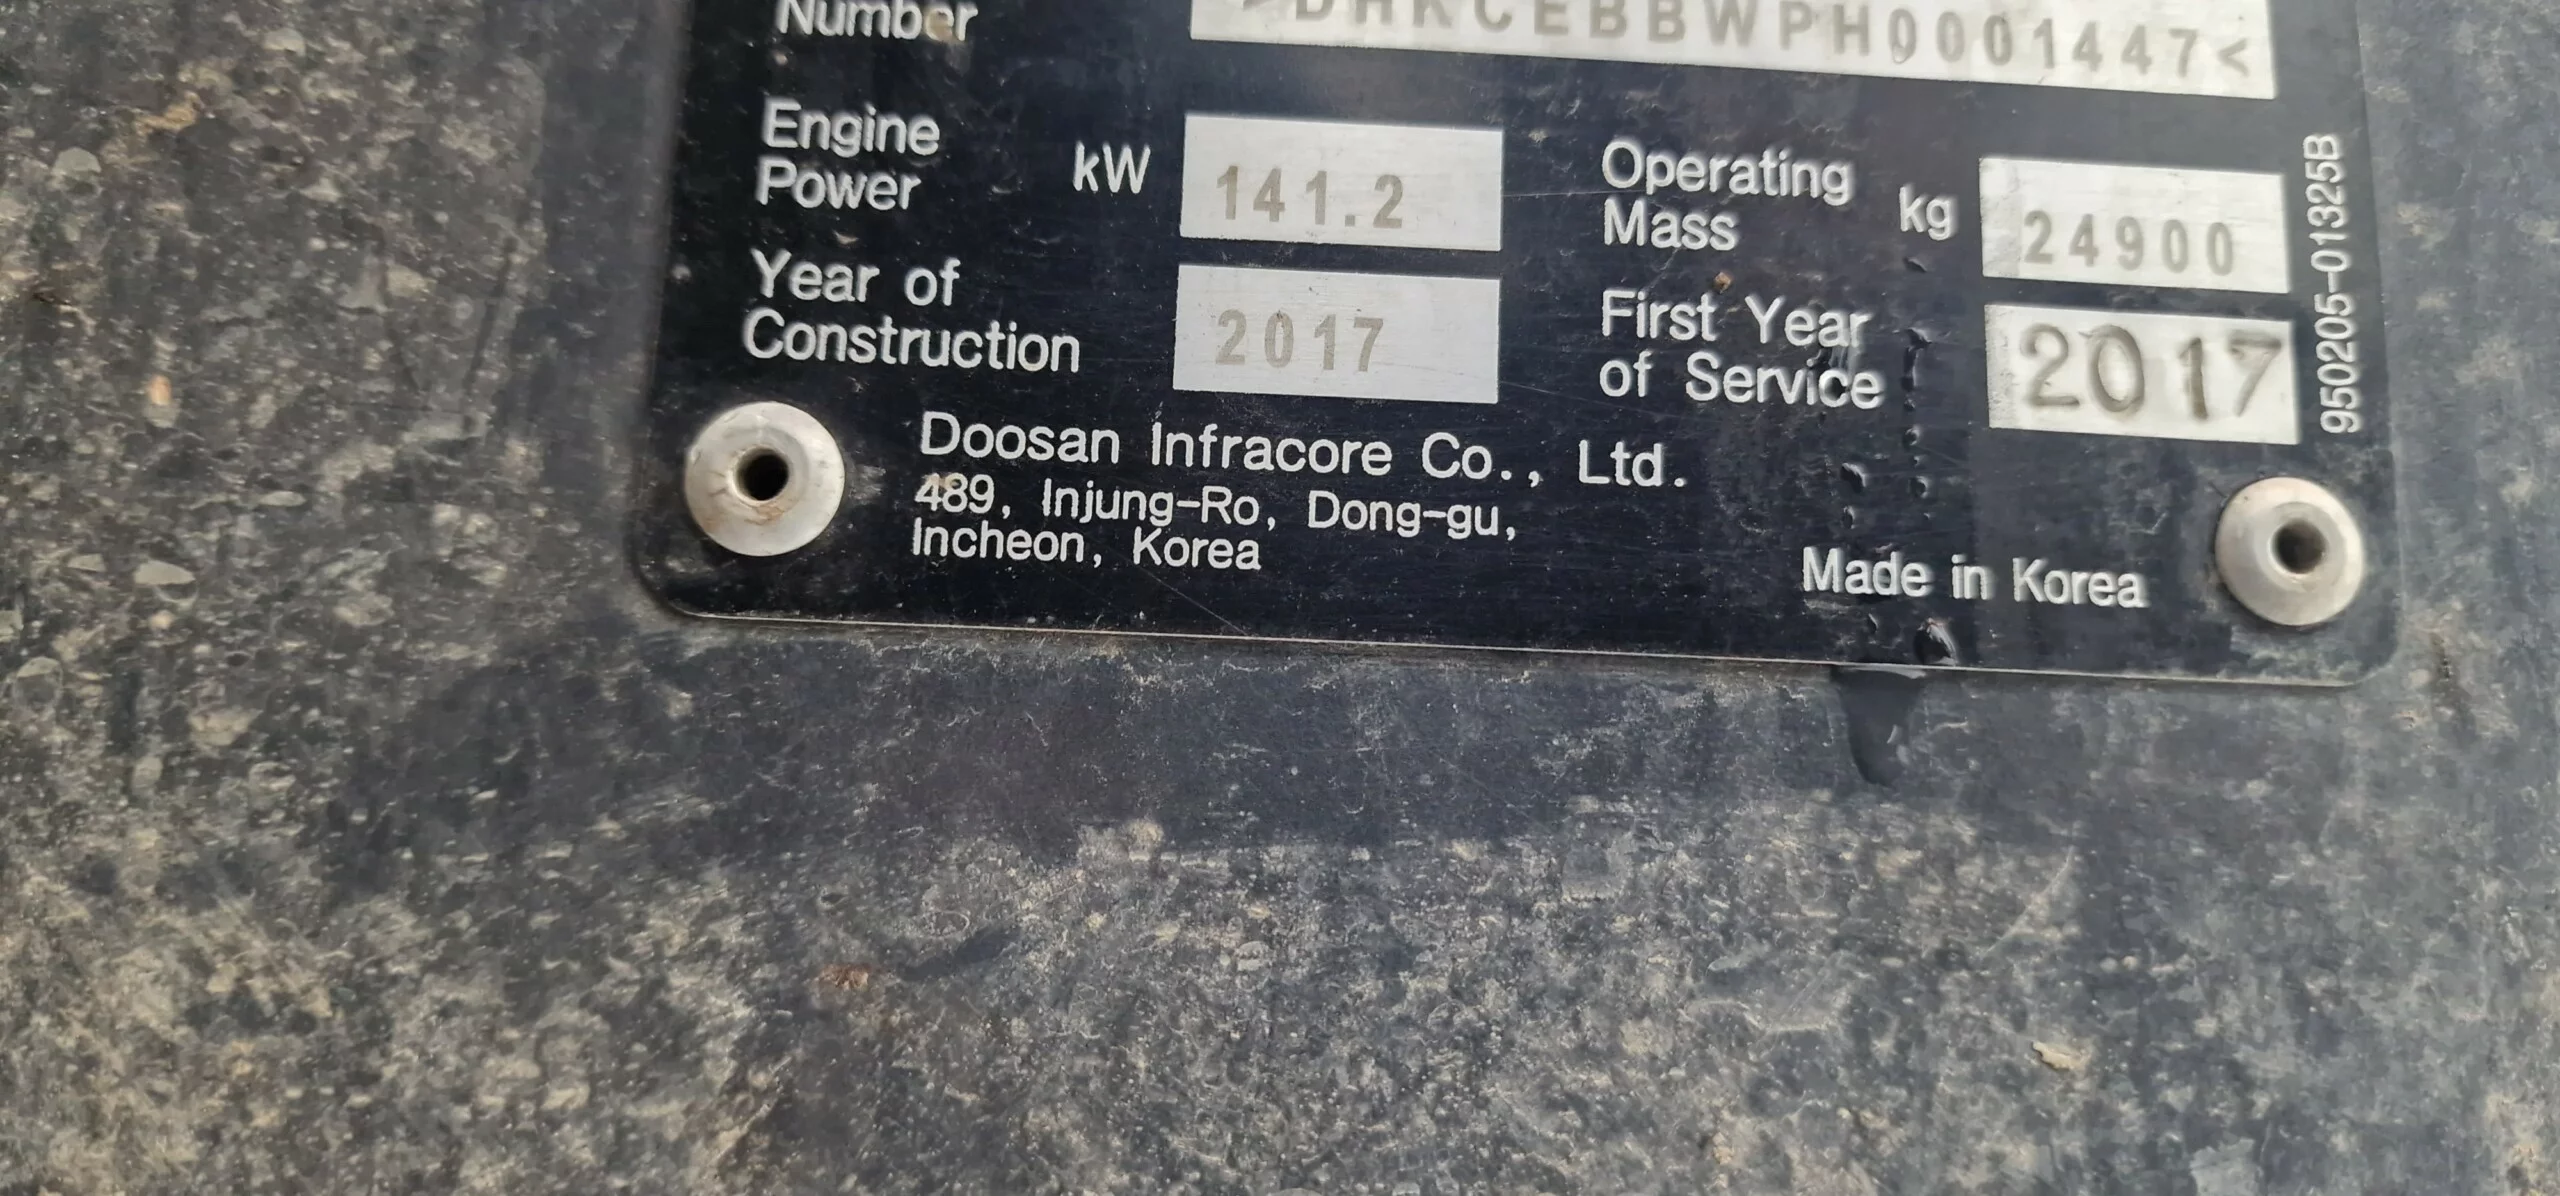 Number >DHKCEBBWPH0001447<
Engine Power kW 141.2 Operating Mass kg 24900
Year of Construction 2017 First Year of Service 2017
Doosan Infracore Co., Ltd.
489, Injung-Ro, Dong-gu,
Incheon, Korea
Made in Korea
950205-01325B